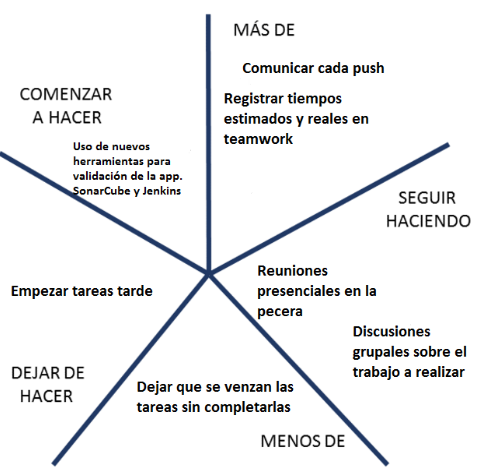 MÁS DE
Comunicar cada push
Registrar tiempos
estimados y reales en
teamwork
COMENZAR
A HACER
Uso de nuevos
herramientas para
validación de la app.
SonarCube y Jenkins
SEGUIR
HACIENDO
Reuniones
presenciales en la
pecera
Discusiones
grupales sobre el
trabajo a realizar
Empezar tareas tarde
DEJAR DE
HACER
Dejar que se venzan las
tareas sin completarlas
MENOS DE